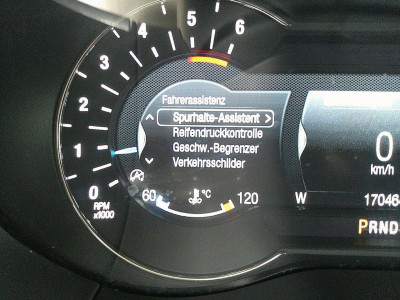 6
5
4
3
2
1
0
RPM
x1000
Fahrerassistenz
Spurhalte-Assistent >
Reifendruckkontrolle
Geschw.-Begrenzer
Verkehrsschilder
60 °C 120
0
km/h
W 17046
PRND